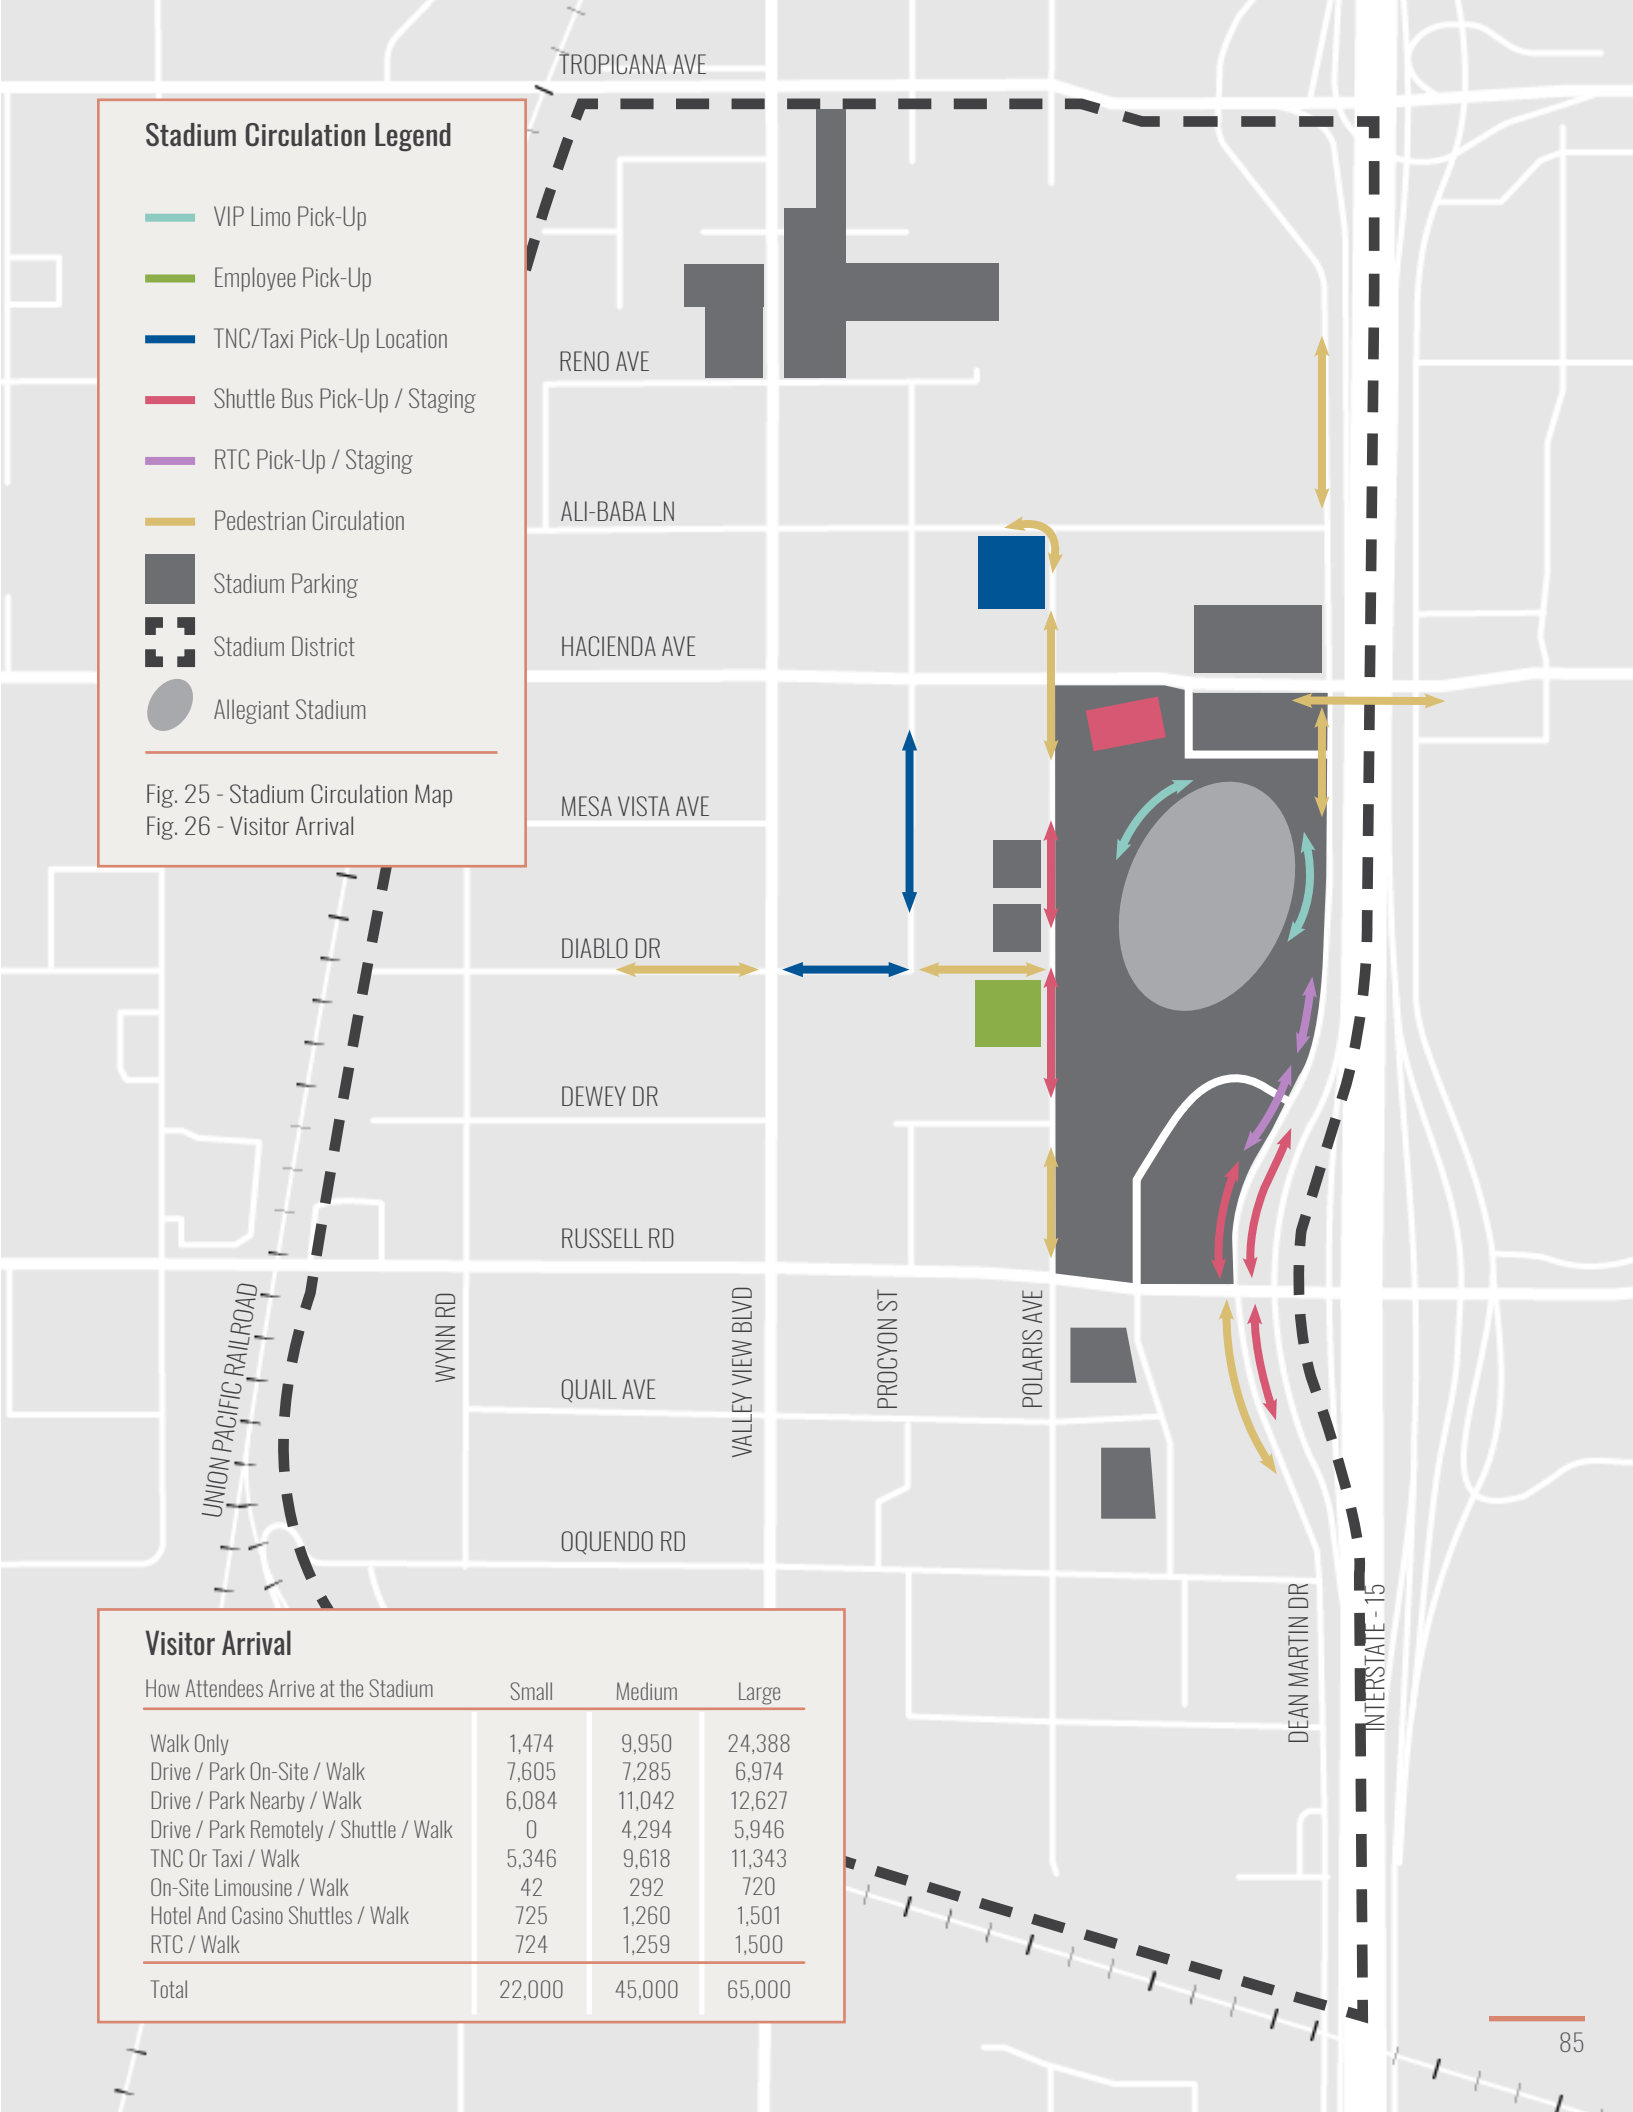 TROPICANA AVE
Stadium Circulation Legend
VIP Limo Pick-Up
Employee Pick-Up
TNC/Taxi Pick-Up Location
Shuttle Bus Pick-Up / Staging
RTC Pick-Up / Staging
Pedestrian Circulation
Stadium Parking
Stadium District
Allegiant Stadium
Fig. 25 - Stadium Circulation Map
Fig. 26 - Visitor Arrival
RENO AVE
ALI-BABA LN
HACIENDA AVE
MESA VISTA AVE
DIABLO DR
DEWEY DR
RUSSELL RD
UNION PACIFIC RAILROAD
WYNN RD
VALLEY VIEW BLVD
PROCYON ST
POLARIS AVE
QUAIL AVE
OQUENDO RD
DEAN MARTIN DR
INTERSTATE - 15
Visitor Arrival
How Attendees Arrive at the Stadium Small Medium Large
Walk Only 1,474 9,950 24,388
Drive / Park On-Site / Walk 7,605 7,285 6,974
Drive / Park Nearby / Walk 6,084 11,042 12,627
Drive / Park Remotely / Shuttle / Walk 0 4,294 5,946
TNC Or Taxi / Walk 5,346 9,618 11,343
On-Site Limousine / Walk 42 292 720
Hotel And Casino Shuttles / Walk 725 1,260 1,501
RTC / Walk 724 1,259 1,500
Total 22,000 45,000 65,000
85